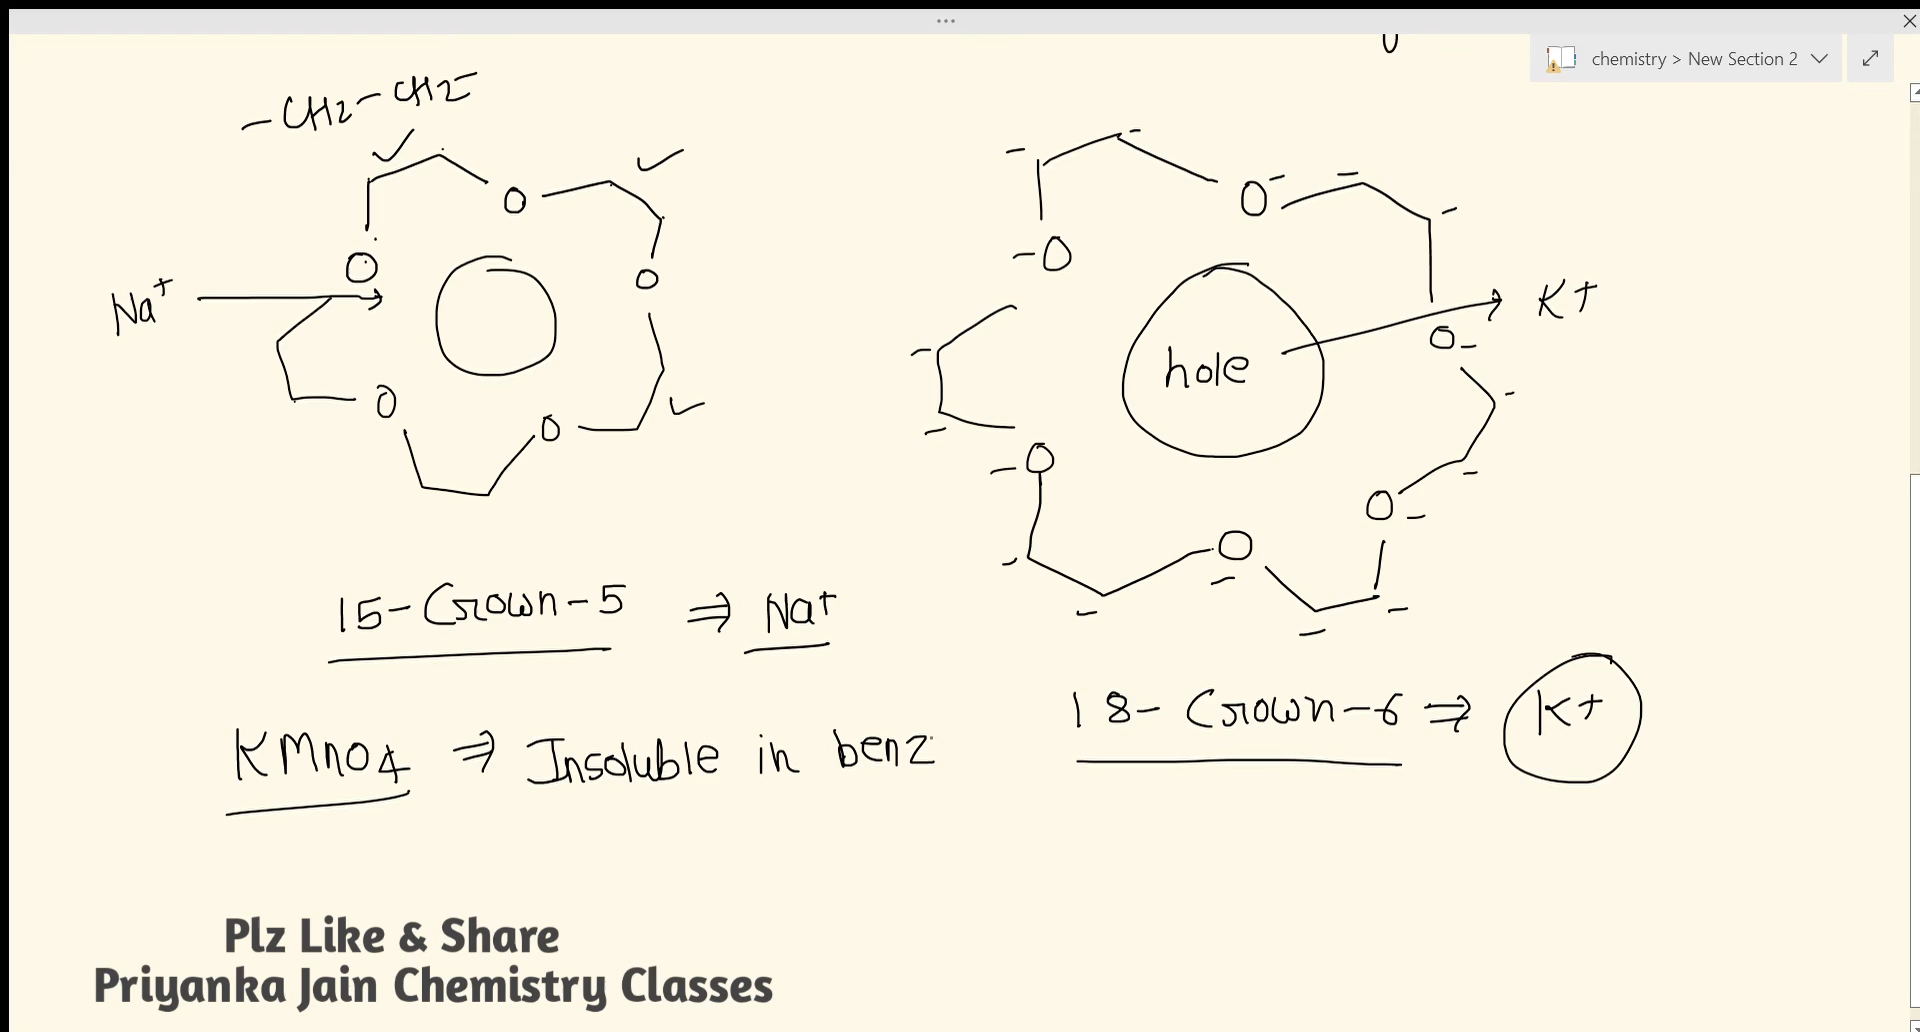 ...
chemistry > New Section 2
-CH2-CH2-
O
O
O
O
O
Na+
O-
-O
hole
K+
O-
-O
O-
O-
15-Crown-5 ⇒ Na+
18-Crown-6 ⇒ K+
KMnO4 ⇒ Insoluble in benz
Plz Like & Share
Priyanka Jain Chemistry Classes